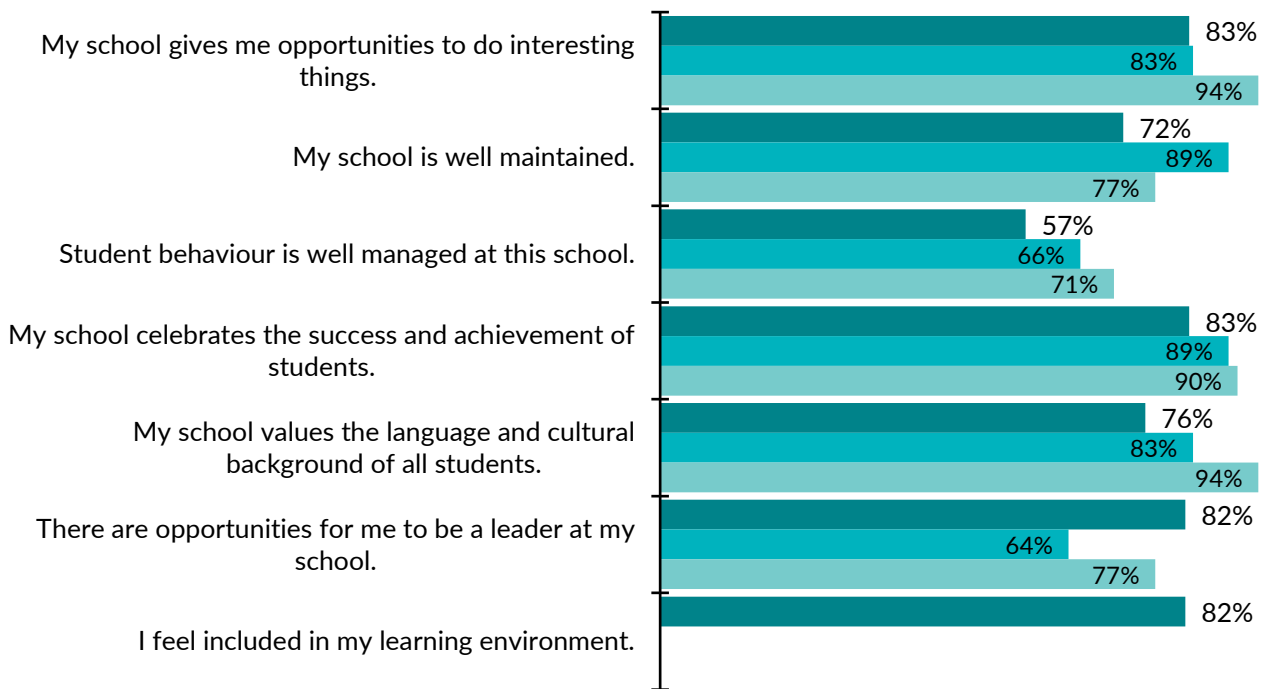 My school gives me opportunities to do interesting
things.
83%
83%
94%
My school is well maintained.
72%
89%
77%
Student behaviour is well managed at this school.
57%
66%
71%
My school celebrates the success and achievement of
students.
83%
89%
90%
My school values the language and cultural
background of all students.
76%
83%
94%
There are opportunities for me to be a leader at my
school.
82%
64%
77%
I feel included in my learning environment.
82%